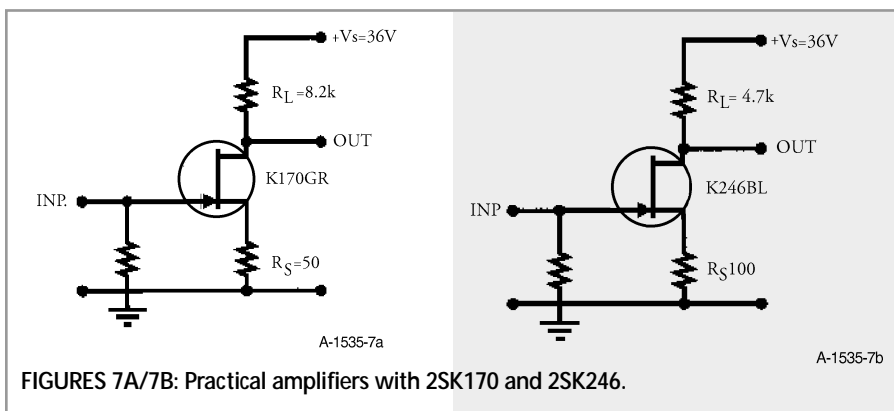 +Vs=36V
RL =8.2k
OUT
K170GR
INP.
RS=50
A-1535-7a
+Vs=36V
RL= 4.7k
OUT
K246BL
INP
RS100
A-1535-7b
FIGURES 7A/7B: Practical amplifiers with 2SK170 and 2SK246.